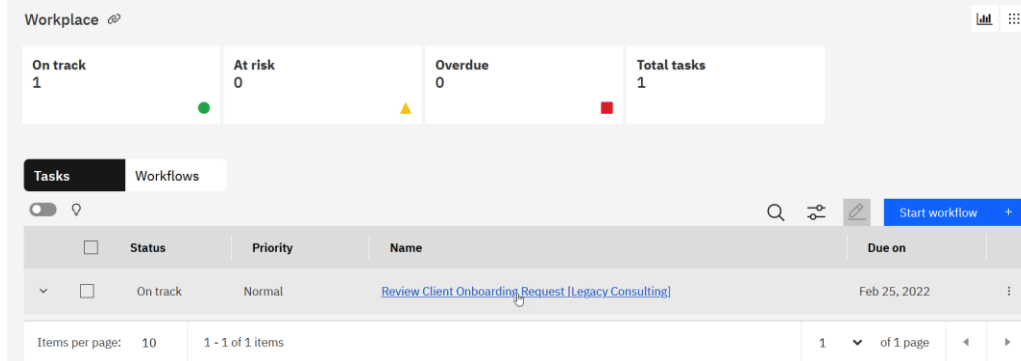 Workplace
On track At risk Overdue Total tasks
1 0 0 1
Tasks Workflows
Start workflow +
Status Priority Name Due on
On track Normal Review Client Onboarding Request [Legacy Consulting] Feb 25, 2022
Items per page: 10 1 - 1 of 1 items 1 of 1 page